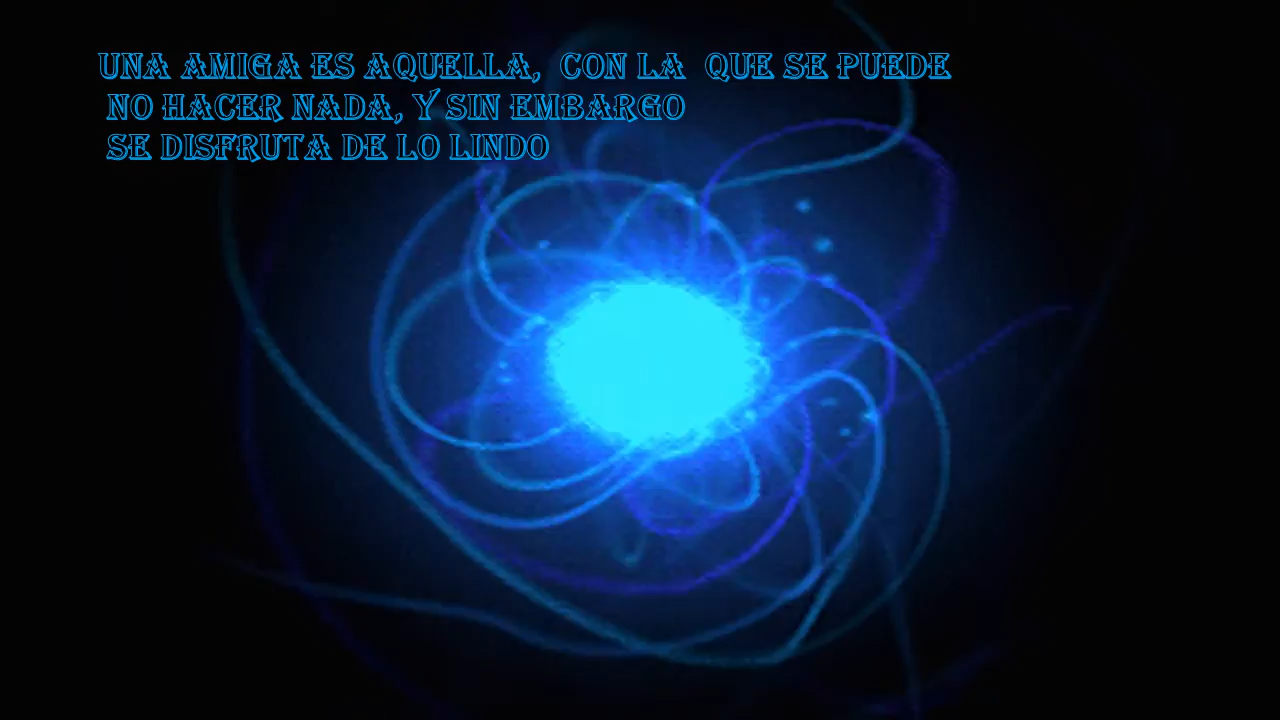 UNA AMIGA ES AQUELLA, CON LA QUE SE PUEDE
NO HACER NADA, Y SIN EMBARGO
SE DISFRUTA DE LO LINDO